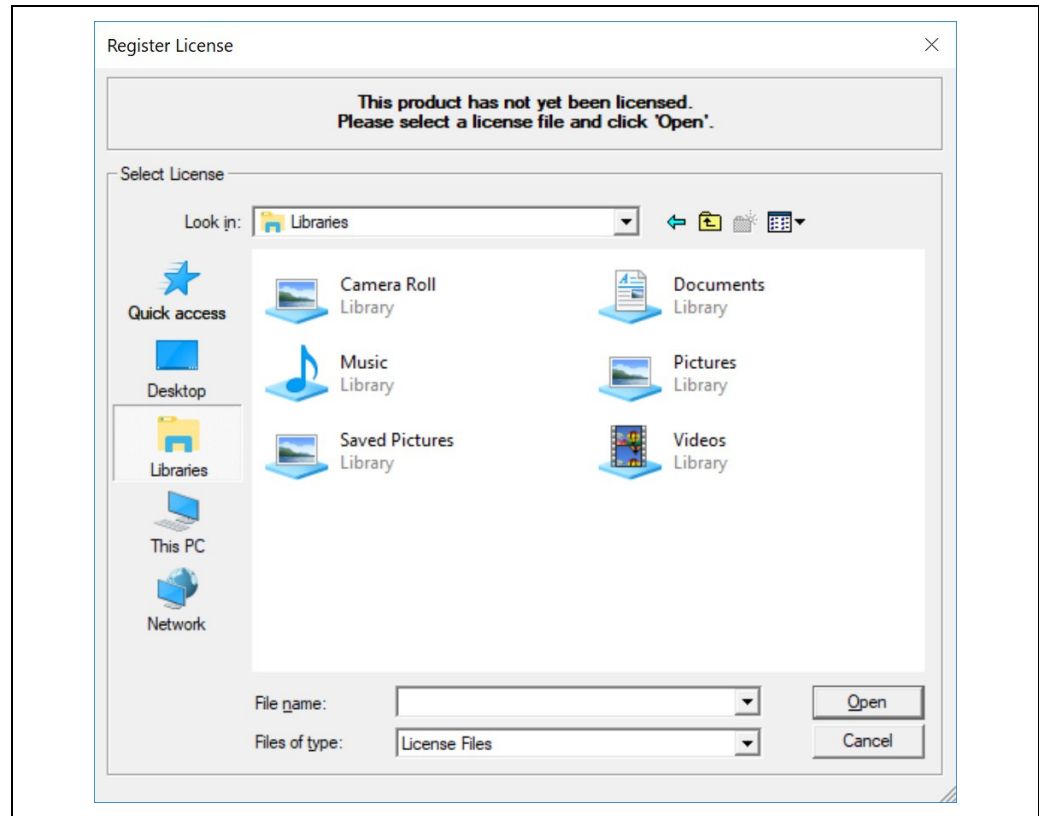 Register License
This product has not yet been licensed.
Please select a license file and click 'Open'.
Select License
Look in:
Libraries
Quick access
Desktop
Libraries
This PC
Network
Camera Roll
Library
Documents
Library
Music
Library
Pictures
Library
Saved Pictures
Library
Videos
Library
File name:
Open
Files of type:
License Files
Cancel